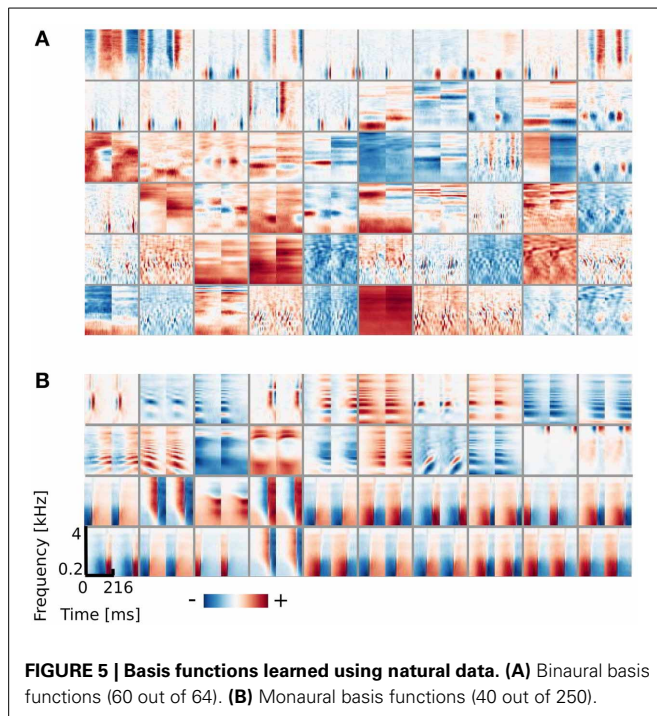 A
B
Frequency [kHz]
4
0.2
0 216
Time [ms]
- +
FIGURE 5 | Basis functions learned using natural data. (A) Binaural basis
functions (60 out of 64). (B) Monaural basis functions (40 out of 250).